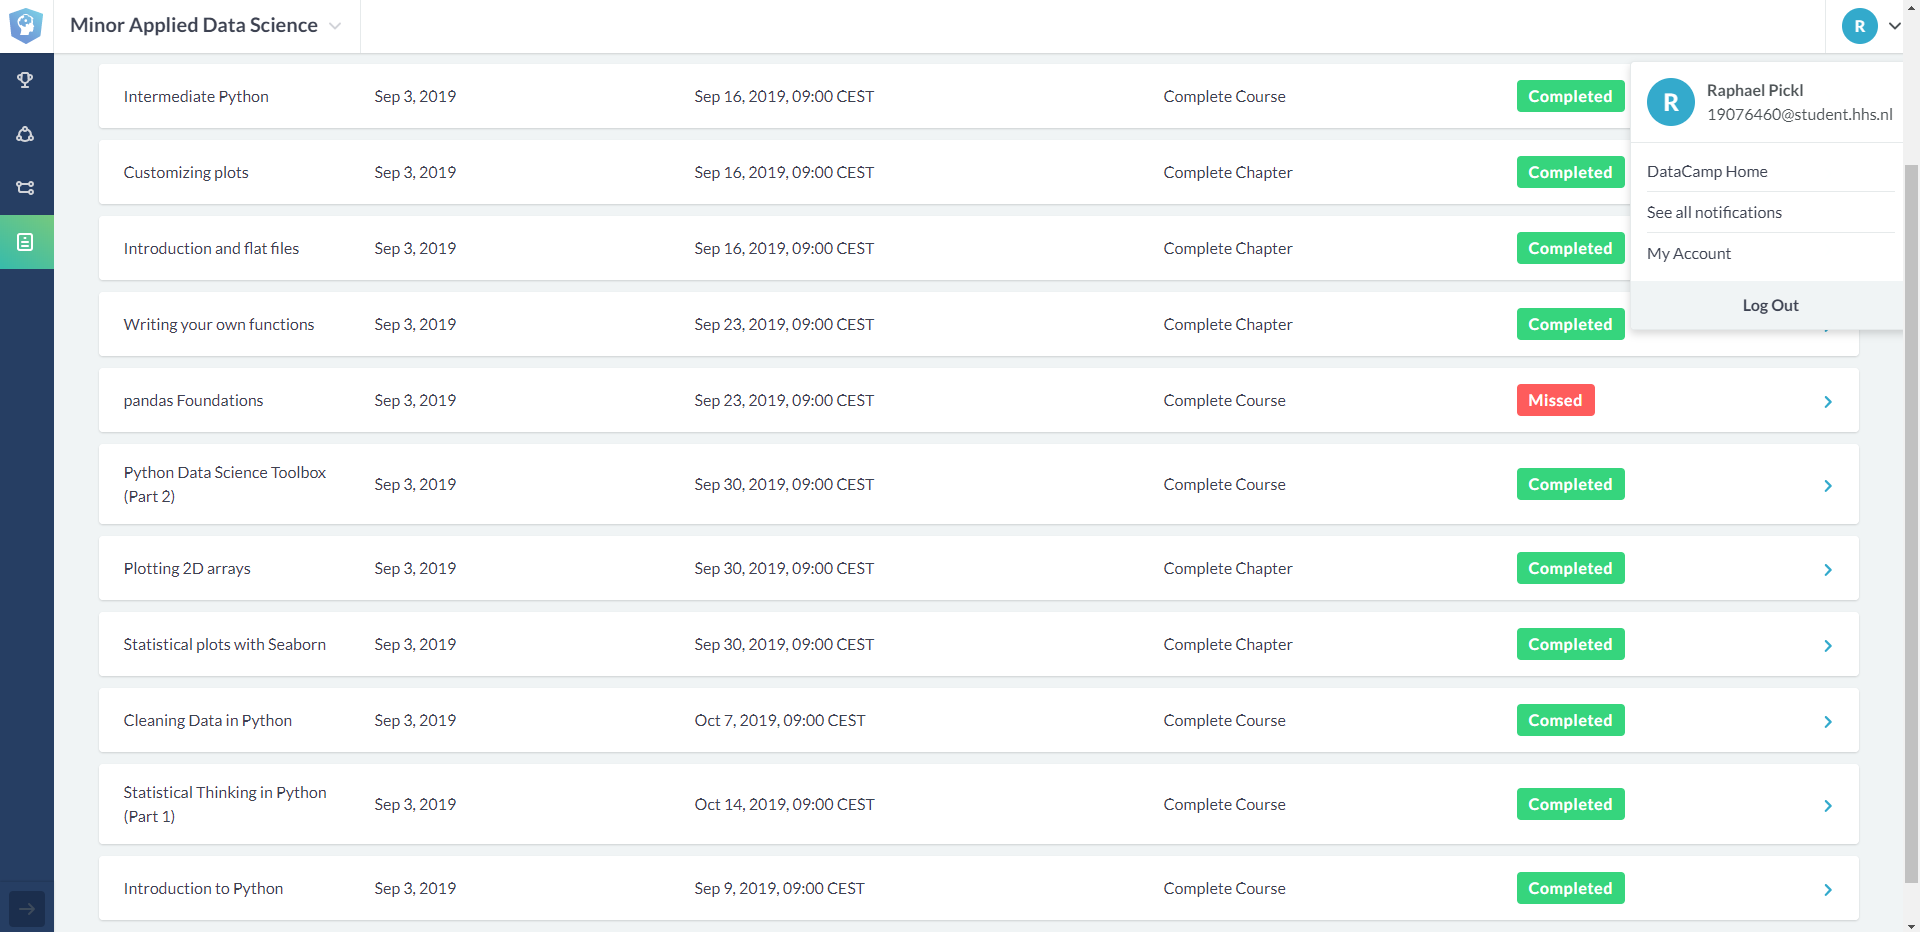 Minor Applied Data Science
R
Intermediate Python Sep 3, 2019 Sep 16, 2019, 09:00 CEST Complete Course Completed
Customizing plots Sep 3, 2019 Sep 16, 2019, 09:00 CEST Complete Chapter Completed
Introduction and flat files Sep 3, 2019 Sep 16, 2019, 09:00 CEST Complete Chapter Completed
Writing your own functions Sep 3, 2019 Sep 23, 2019, 09:00 CEST Complete Chapter Completed
pandas Foundations Sep 3, 2019 Sep 23, 2019, 09:00 CEST Complete Course Missed
Python Data Science Toolbox
(Part 2) Sep 3, 2019 Sep 30, 2019, 09:00 CEST Complete Course Completed
Plotting 2D arrays Sep 3, 2019 Sep 30, 2019, 09:00 CEST Complete Chapter Completed
Statistical plots with Seaborn Sep 3, 2019 Sep 30, 2019, 09:00 CEST Complete Chapter Completed
Cleaning Data in Python Sep 3, 2019 Oct 7, 2019, 09:00 CEST Complete Course Completed
Statistical Thinking in Python
(Part 1) Sep 3, 2019 Oct 14, 2019, 09:00 CEST Complete Course Completed
Introduction to Python Sep 3, 2019 Sep 9, 2019, 09:00 CEST Complete Course Completed
R
Raphael Pickl
19076460@student.hhs.nl
DataCamp Home
See all notifications
My Account
Log Out